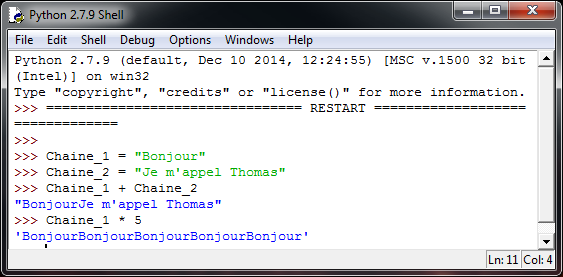 Python 2.7.9 Shell
File Edit Shell Debug Options Windows Help
Python 2.7.9 (default, Dec 10 2014, 12:24:55) [MSC v.1500 32 bit
(Intel)] on win32
Type "copyright", "credits" or "license()" for more information.
>>> ================================ RESTART ===================
=============
>>>
>>> Chaine_1 = "Bonjour"
>>> Chaine_2 = "Je m'appel Thomas"
>>> Chaine_1 + Chaine_2
"BonjourJe m'appel Thomas"
>>> Chaine_1 * 5
'BonjourBonjourBonjourBonjourBonjour'
Ln: 11 Col: 4